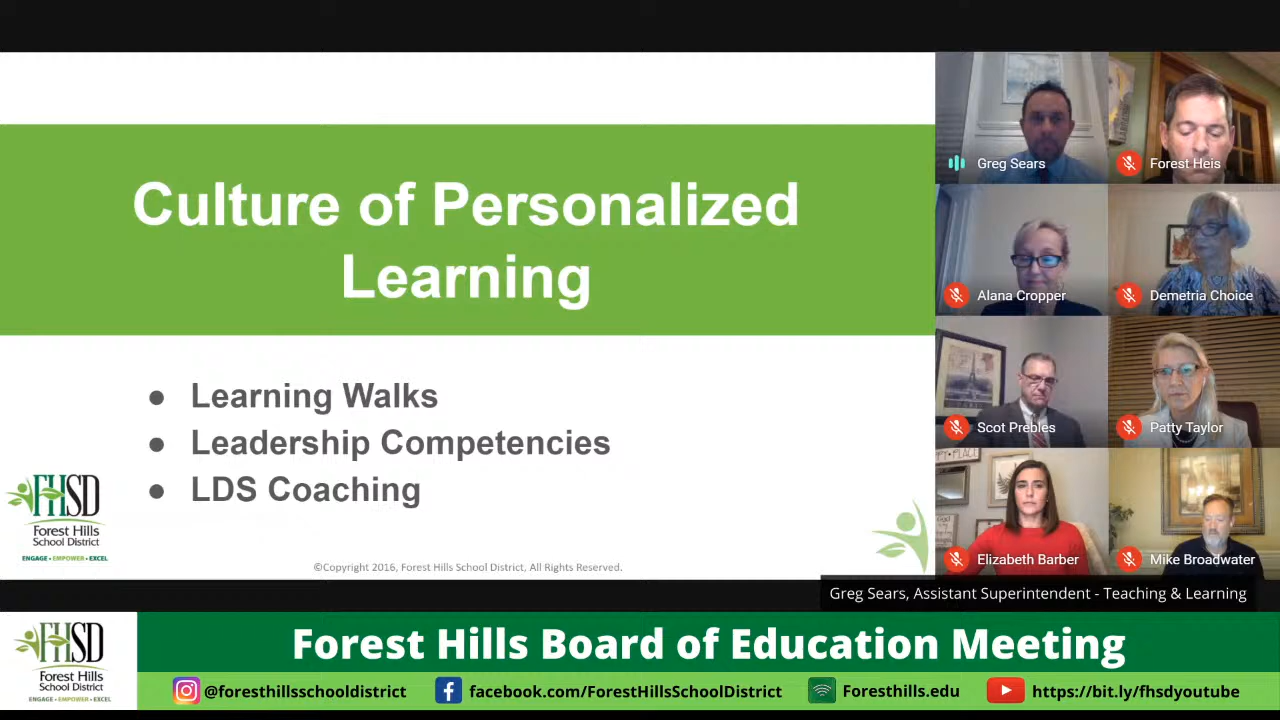 Culture of Personalized
Learning
● Learning Walks
● Leadership Competencies
● LDS Coaching
FHSD
Forest Hills
School District
ENGAGE • EMPOWER • EXCEL
©Copyright 2016, Forest Hills School District, All Rights Reserved.
Greg Sears
Forest Heis
Alana Cropper
Demetria Choice
Scot Prebles
Patty Taylor
Elizabeth Barber
Mike Broadwater
Greg Sears, Assistant Superintendent - Teaching & Learning
FHSD
Forest Hills
School District
ENGAGE • EMPOWER • EXCEL
Forest Hills Board of Education Meeting
@foresthillsschooldistrict
facebook.com/ForestHillsSchoolDistrict
Foresthills.edu
https://bit.ly/fhsdyoutube